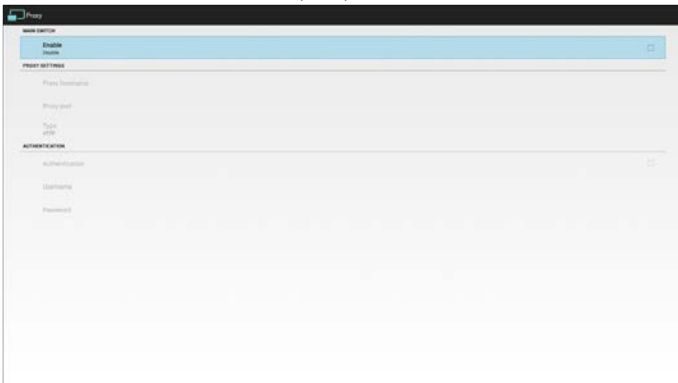 Proxy
MAIN SWITCH
Enable
Disable
PROXY SETTINGS
Proxy hostname
Proxy port
Type
HTTP
AUTHENTICATION
Authentication
Username
Password